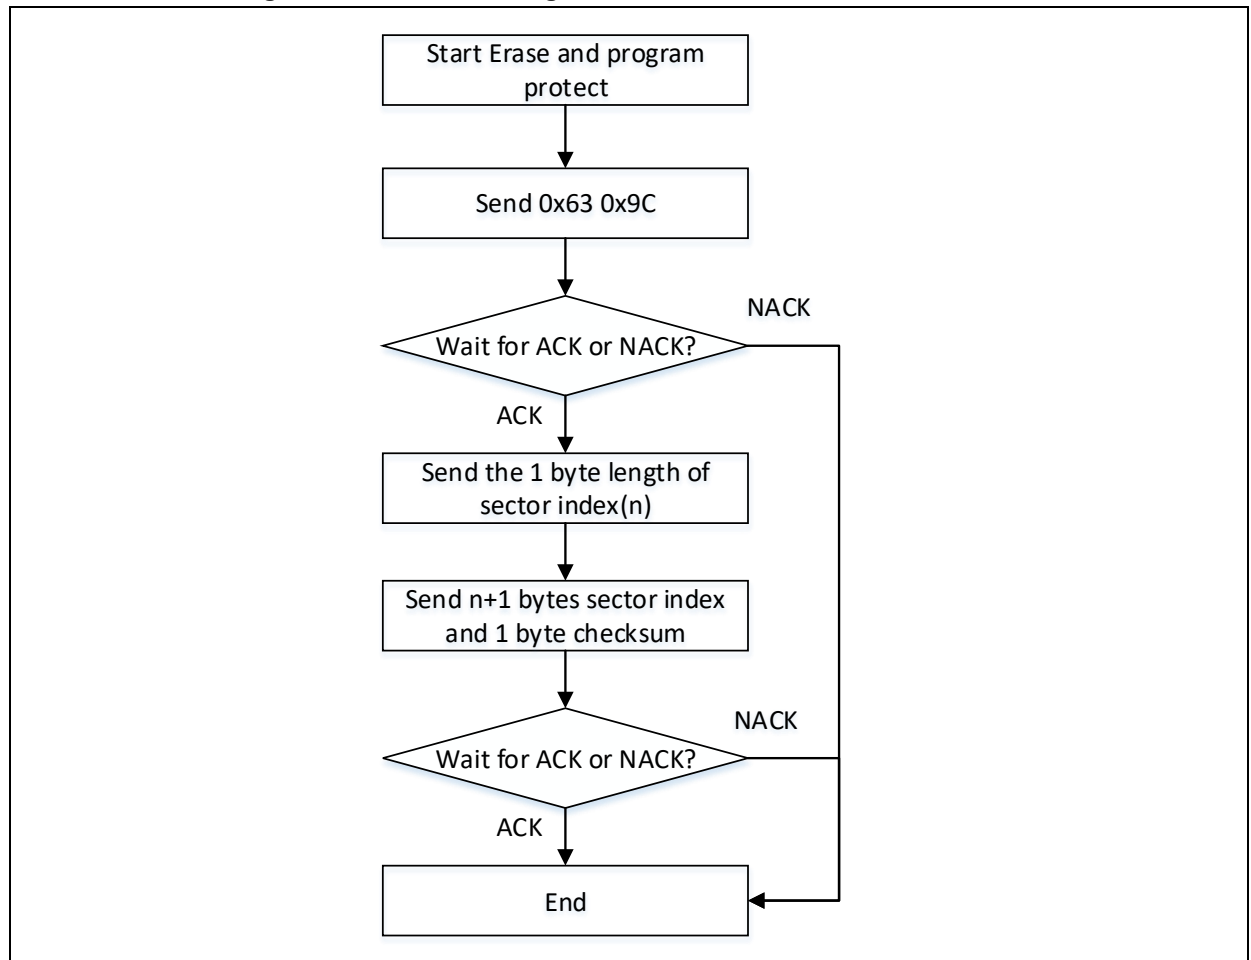 Start Erase and program
protect
Send 0x63 0x9C
NACK
Wait for ACK or NACK?
ACK
Send the 1 byte length of
sector index(n)
Send n+1 bytes sector index
and 1 byte checksum
NACK
Wait for ACK or NACK?
ACK
End